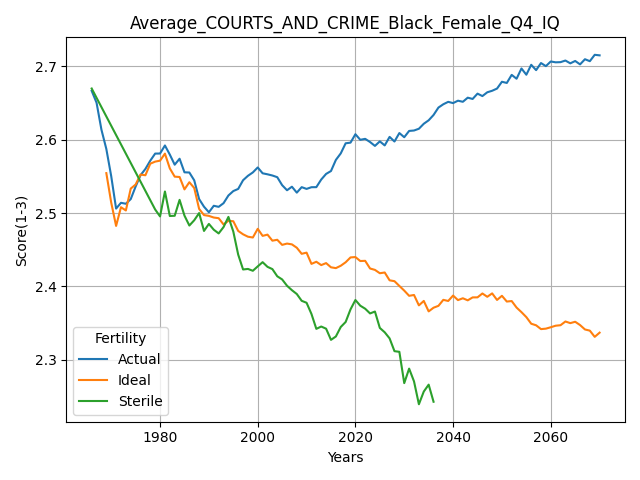 Average_COURTS_AND_CRIME_Black_Female_Q4_IQ
Score(1-3)
2.7
2.6
2.5
2.4
2.3
Fertility
Actual
Ideal
Sterile
1980 2000 2020 2040 2060
Years